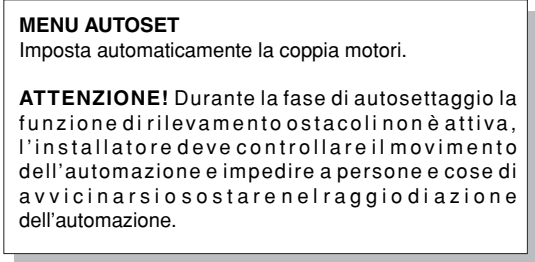 MENU AUTOSET
Imposta automaticamente la coppia motori.
ATTENZIONE! Durante la fase di autosettaggio la
funzione di rilevamento ostacoli non è attiva,
l'installatore deve controllare il movimento
dell'automazione e impedire a persone e cose di
avvicinarsi o sostare nel raggio di azione
dell'automazione.